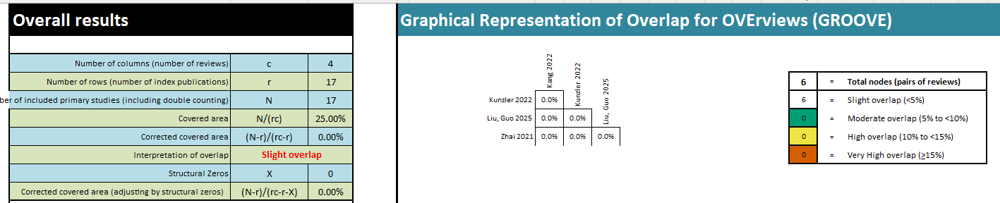 Overall results
Graphical Representation of Overlap for OVErviews (GROOVE)
Number of columns (number of reviews) c 4
Number of rows (number of index publications) r 17
ber of included primary studies (including double counting) N 17
Covered area N/(rc) 25.00%
Corrected covered area (N-r)/(rc-r) 0.00%
Interpretation of overlap Slight overlap
Structural Zeros X 0
Corrected covered area (adjusting by structural zeros) (N-r)/(rc-r-X) 0.00%
Kang 2022
Kunzler 2022
Liu, Guo 2025
Kunzler 2022 0.0%
Liu, Guo 2025 0.0% 0.0%
Zhai 2021 0.0% 0.0% 0.0%
6 = Total nodes (pairs of reviews)
6 = Slight overlap (<5%)
0 = Moderate overlap (5% to <10%)
0 = High overlap (10% to <15%)
0 = Very High overlap (≥15%)